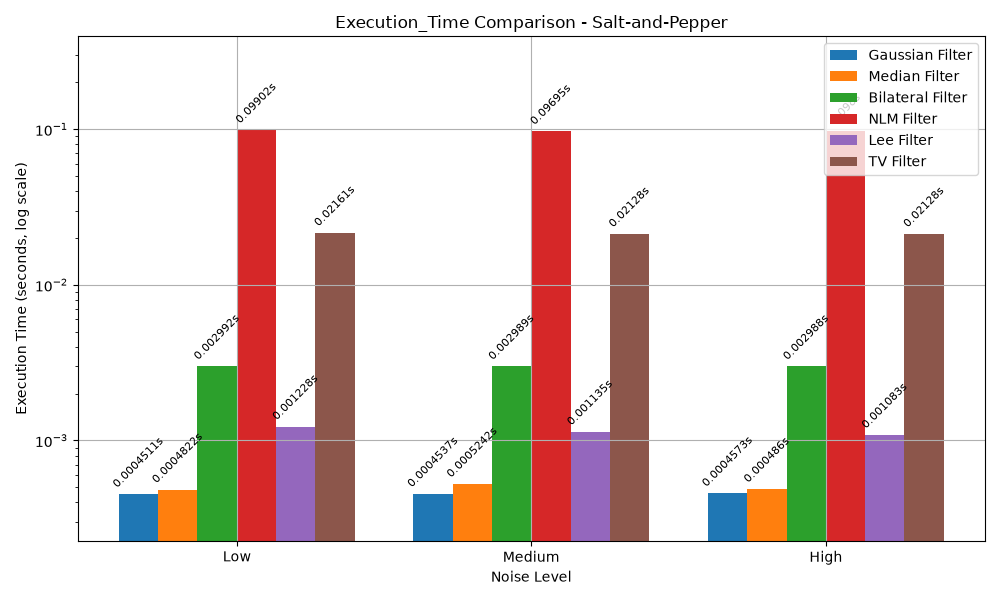 Execution_Time Comparison - Salt-and-Pepper
Gaussian Filter
Median Filter
Bilateral Filter
NLM Filter
Lee Filter
TV Filter
Execution Time (seconds, log scale)
10⁻¹
10⁻²
10⁻³
0.0004511s
0.0004822s
0.002992s
0.09902s
0.001228s
0.02161s
0.0004537s
0.0005242s
0.002989s
0.09695s
0.001135s
0.02128s
0.0004573s
0.000486s
0.002988s
0.001083s
0.02128s
Low
Medium
High
Noise Level